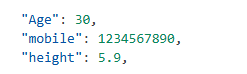 "Age": 30,
"mobile": 1234567890,
"height": 5.9,